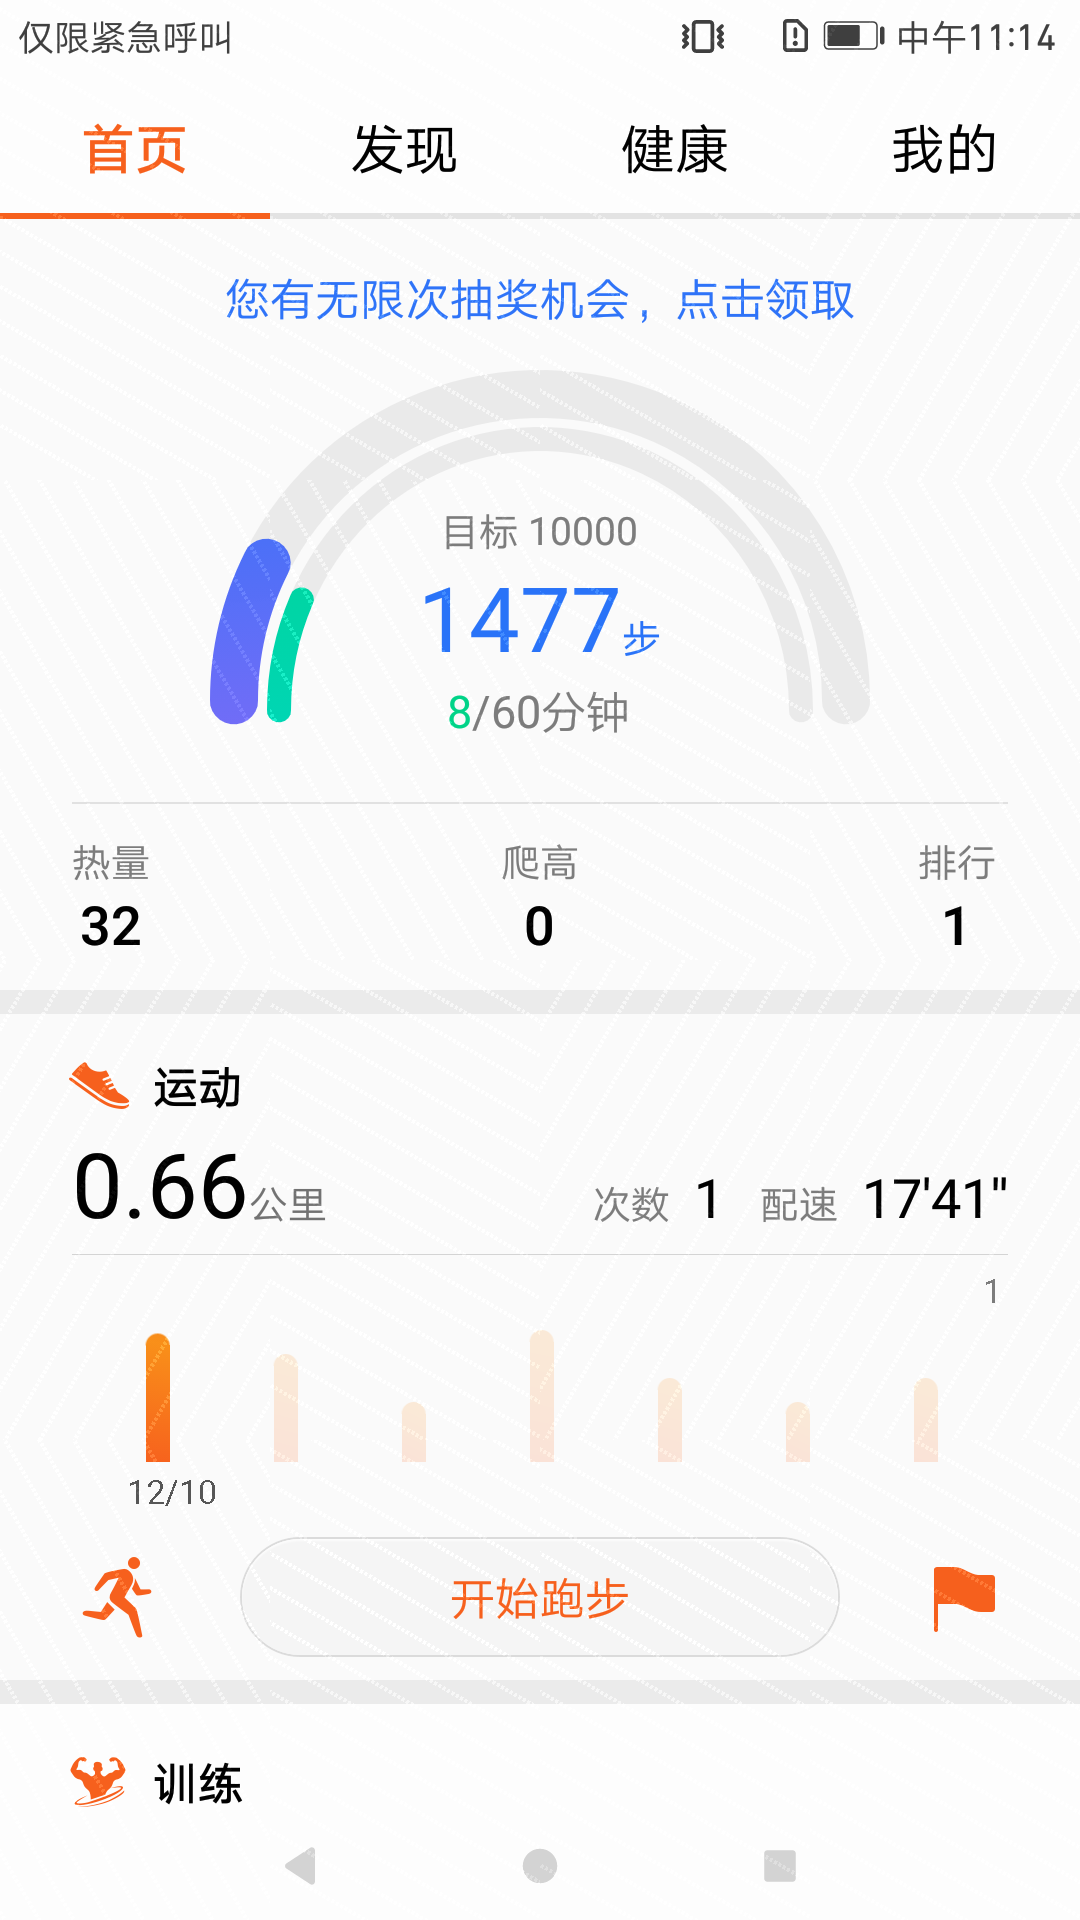 仅限紧急呼叫 中午11:14
首页 发现 健康 我的
您有无限次抽奖机会，点击领取
目标 10000
1477步
8/60分钟
热量 爬高 排行
32 0 1
运动
0.66公里 次数 1 配速 17'41"
1
12/10
开始跑步
训练